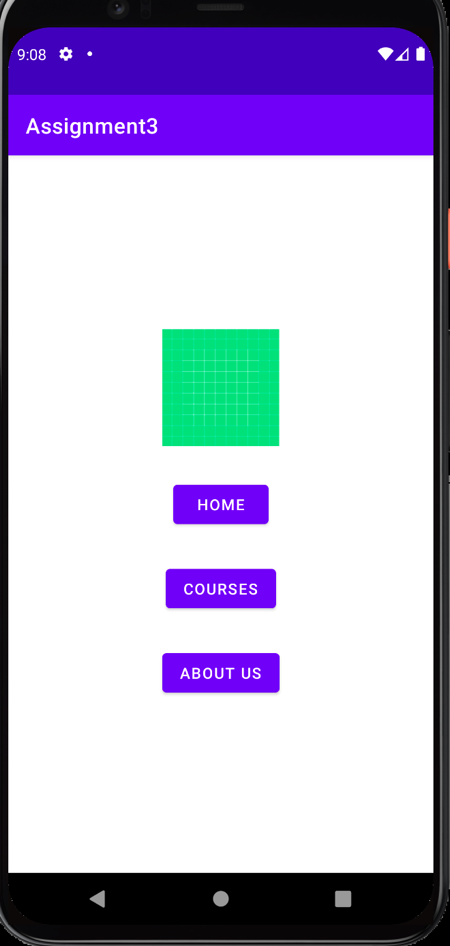 9:08
Assignment3
HOME
COURSES
ABOUT US